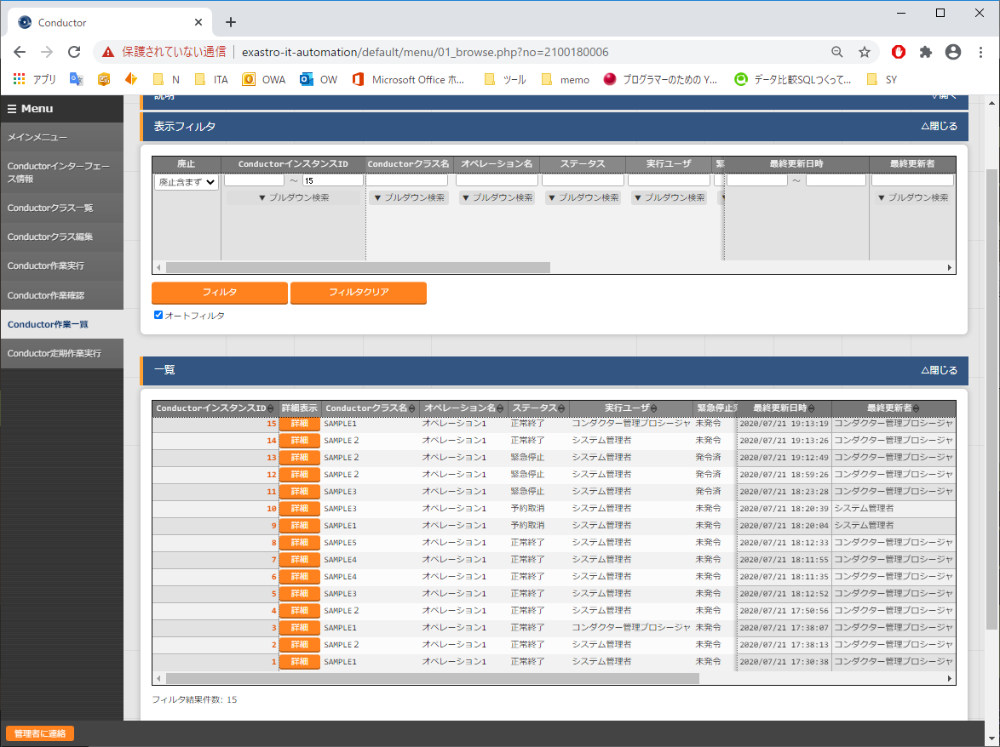 Conductor
保護されていない通信 exastro-it-automation/default/menu/01_browse.php?no=2100180006
アプリ N ITA OWA OW Microsoft Office ホ... ツール memo プログラマーのための Y... データ比較SQLつくって... SY
Menu
メインメニュー
Conductorインターフェース情報
Conductorクラス一覧
Conductorクラス編集
Conductor作業実行
Conductor作業確認
Conductor作業一覧
Conductor定期作業実行
管理者に連絡
説明 ▽開く
表示フィルタ △閉じる
廃止 ConductorインスタンスID Conductorクラス名 オペレーション名 ステータス 実行ユーザ 緊 最終更新日時 最終更新者
廃止含まず ～ 15 ～
▼ プルダウン検索 ▼ プルダウン検索 ▼ プルダウン検索 ▼ プルダウン検索 ▼ プルダウン検索 ▼ ▼ プルダウン検索
フィルタ フィルタクリア
オートフィルタ
一覧 △閉じる
ConductorインスタンスID 詳細表示 Conductorクラス名 オペレーション名 ステータス 実行ユーザ 緊急停止 最終更新日時 最終更新者
15 詳細 SAMPLE1 オペレーション1 正常終了 コンダクター管理プロシージャ 未発令 2020/07/21 19:13:19 コンダクター管理プロシージャ
14 詳細 SAMPLE２ オペレーション1 正常終了 システム管理者 未発令 2020/07/21 19:13:26 コンダクター管理プロシージャ
13 詳細 SAMPLE２ オペレーション1 緊急停止 システム管理者 発令済 2020/07/21 19:12:49 コンダクター管理プロシージャ
12 詳細 SAMPLE２ オペレーション1 緊急停止 システム管理者 発令済 2020/07/21 18:59:26 コンダクター管理プロシージャ
11 詳細 SAMPLE3 オペレーション1 緊急停止 システム管理者 発令済 2020/07/21 18:23:28 コンダクター管理プロシージャ
10 詳細 SAMPLE3 オペレーション1 予約取消 システム管理者 未発令 2020/07/21 18:20:39 システム管理者
9 詳細 SAMPLE1 オペレーション1 予約取消 システム管理者 未発令 2020/07/21 18:20:04 システム管理者
8 詳細 SAMPLE5 オペレーション1 正常終了 システム管理者 未発令 2020/07/21 18:12:33 コンダクター管理プロシージャ
7 詳細 SAMPLE4 オペレーション1 正常終了 システム管理者 未発令 2020/07/21 18:11:55 コンダクター管理プロシージャ
6 詳細 SAMPLE4 オペレーション1 正常終了 システム管理者 未発令 2020/07/21 18:11:35 コンダクター管理プロシージャ
5 詳細 SAMPLE3 オペレーション1 正常終了 システム管理者 未発令 2020/07/21 18:12:52 コンダクター管理プロシージャ
4 詳細 SAMPLE２ オペレーション1 正常終了 システム管理者 未発令 2020/07/21 17:50:56 コンダクター管理プロシージャ
3 詳細 SAMPLE1 オペレーション1 正常終了 コンダクター管理プロシージャ 未発令 2020/07/21 17:38:07 コンダクター管理プロシージャ
2 詳細 SAMPLE２ オペレーション1 正常終了 システム管理者 未発令 2020/07/21 17:38:13 コンダクター管理プロシージャ
1 詳細 SAMPLE1 オペレーション1 正常終了 システム管理者 未発令 2020/07/21 17:30:38 コンダクター管理プロシージャ
フィルタ結果件数: 15